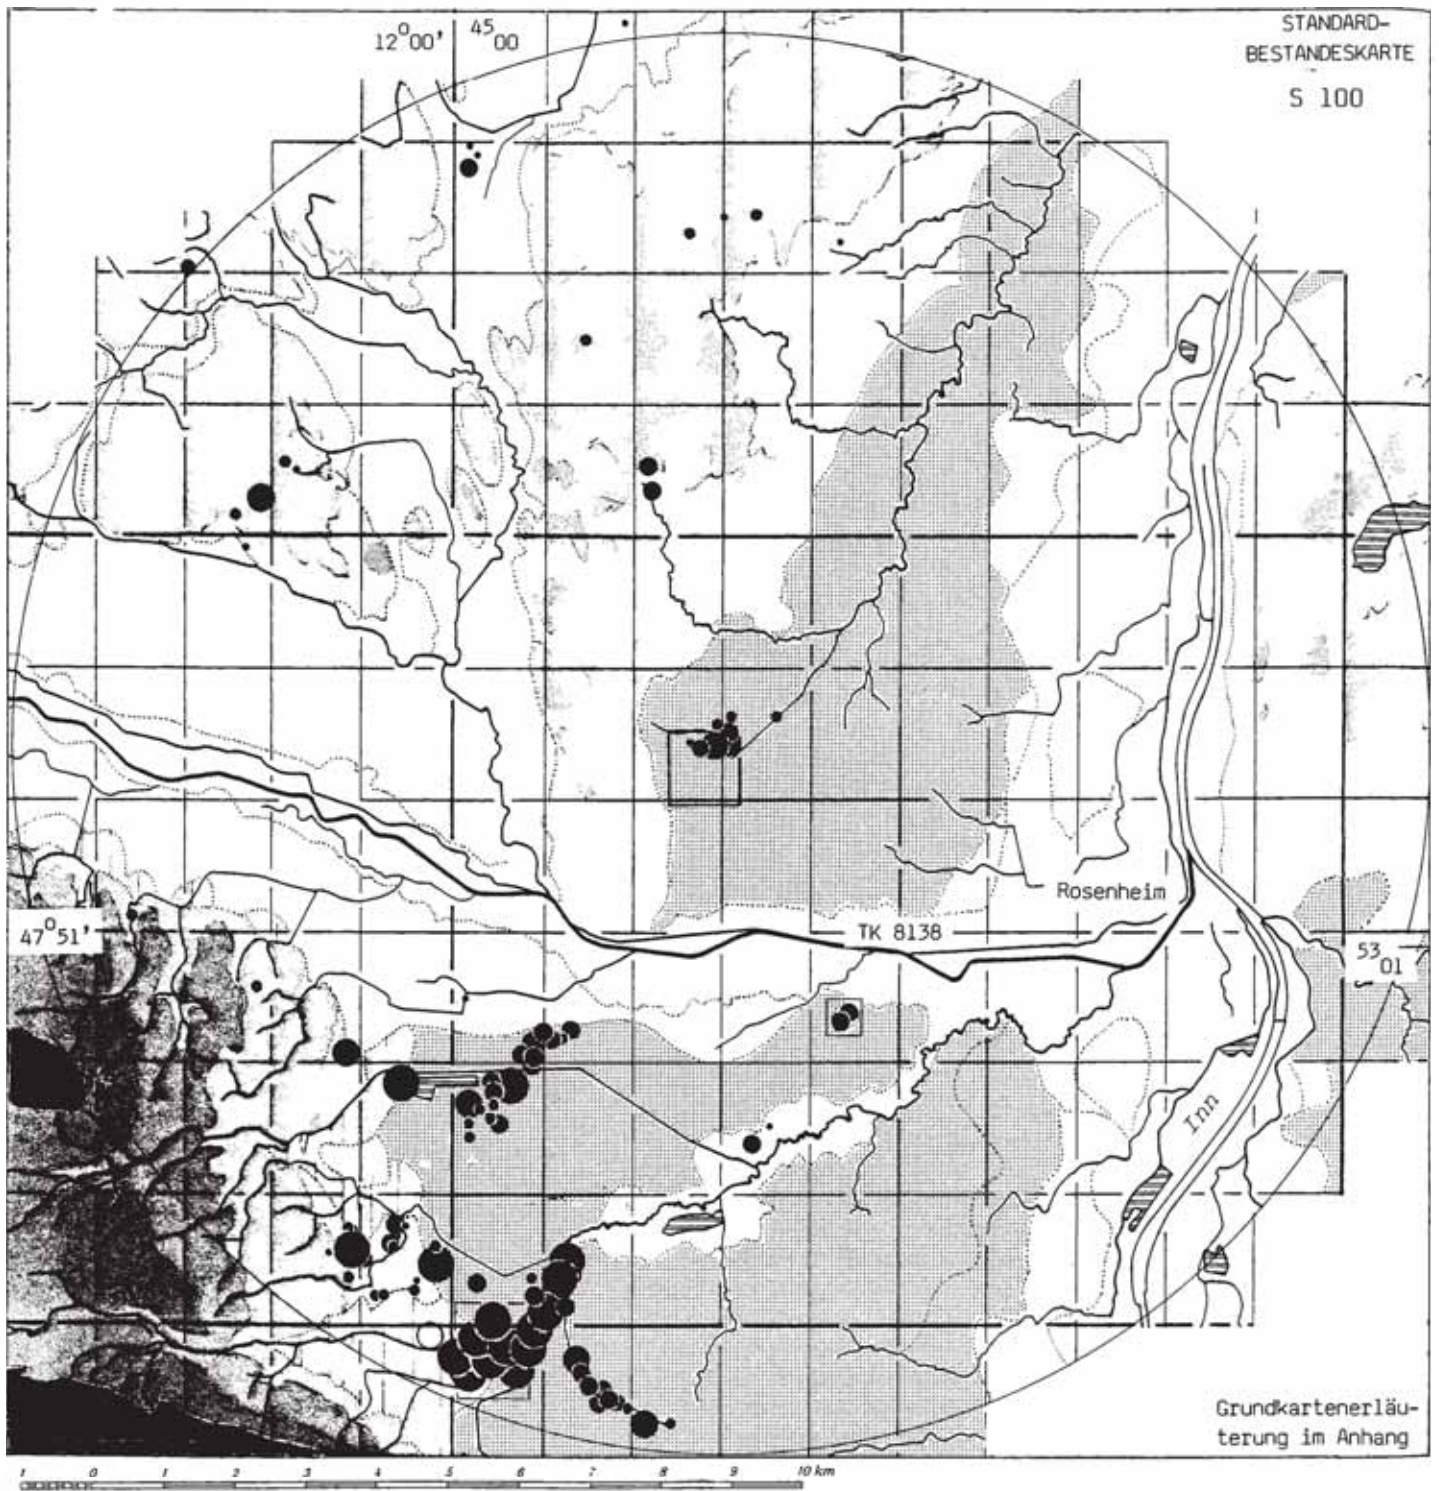 STANDARD-
BESTANDESKARTE
S 100
12°00' 45 00
Rosenheim
47°51'
TK 8138
53 01
Inn
Grundkartenerläu-
terung im Anhang
1 0 1 2 3 4 5 6 7 8 9 10 km